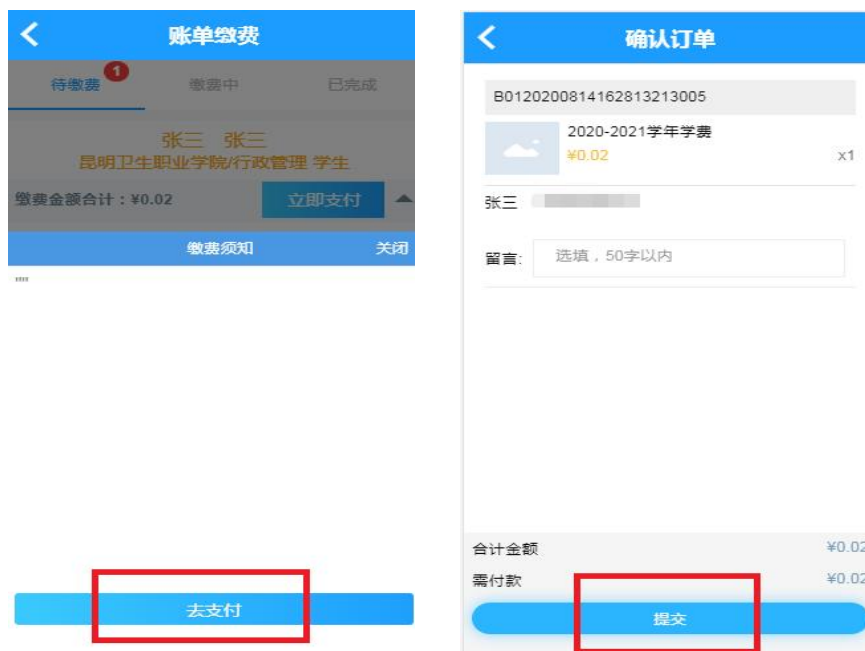 账单缴费
待缴费
1
缴费中
已完成
张三 张三
昆明卫生职业学院/行政管理 学生
缴费金额合计：¥0.02
立即支付
缴费须知
关闭
""
去支付
确认订单
B0120200814162813213005
2020-2021学年学费
¥0.02
x1
张三
留言:
选填，50字以内
合计金额
¥0.02
需付款
¥0.02
提交